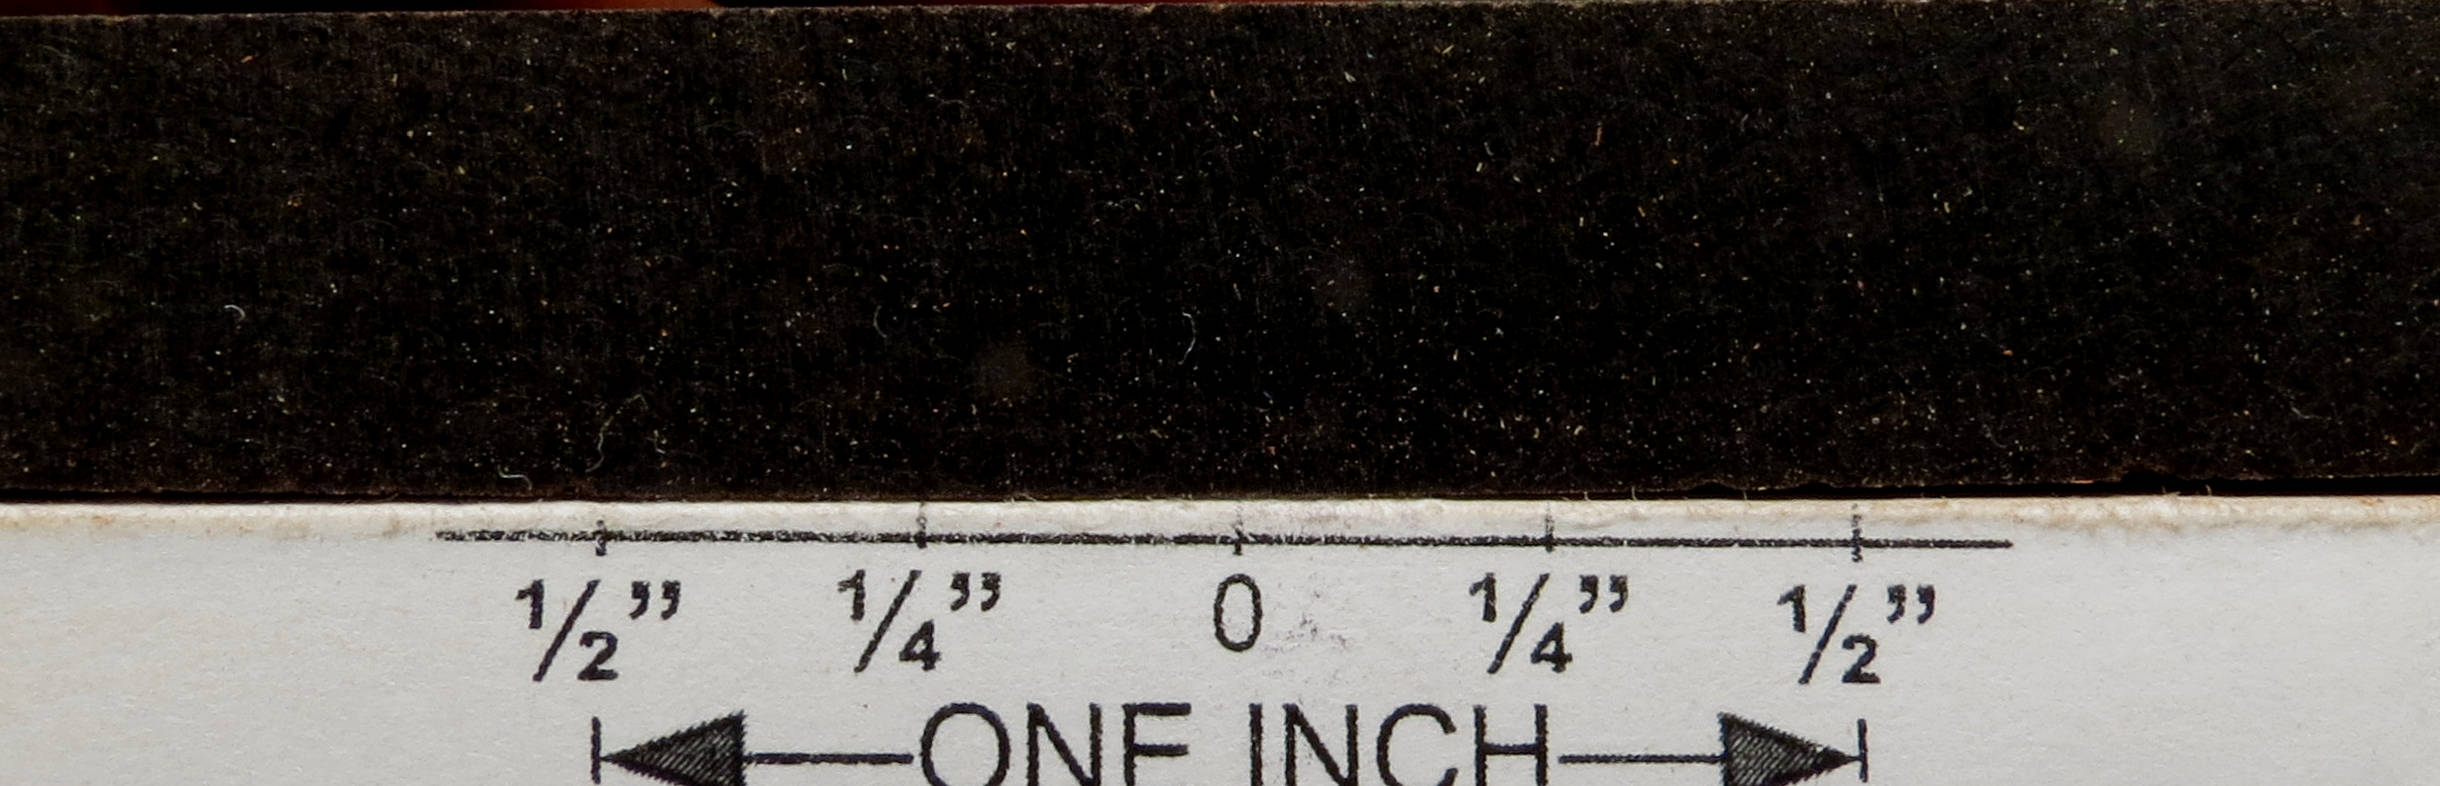 1/2” 1/4” 0 1/4” 1/2”
ONE INCH